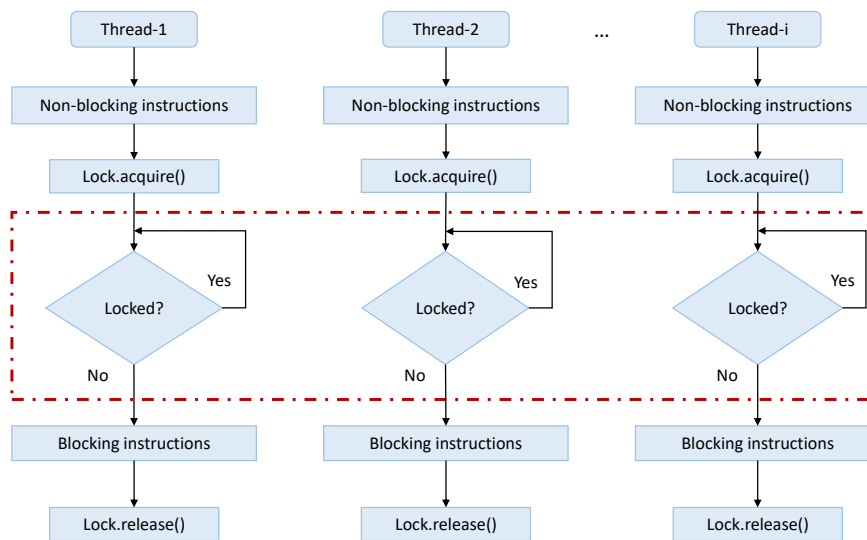 Thread-1
Thread-2
...
Thread-i
Non-blocking instructions
Non-blocking instructions
Non-blocking instructions
Lock.acquire()
Lock.acquire()
Lock.acquire()
Yes
Yes
Yes
Locked?
Locked?
Locked?
No
No
No
Blocking instructions
Blocking instructions
Blocking instructions
Lock.release()
Lock.release()
Lock.release()